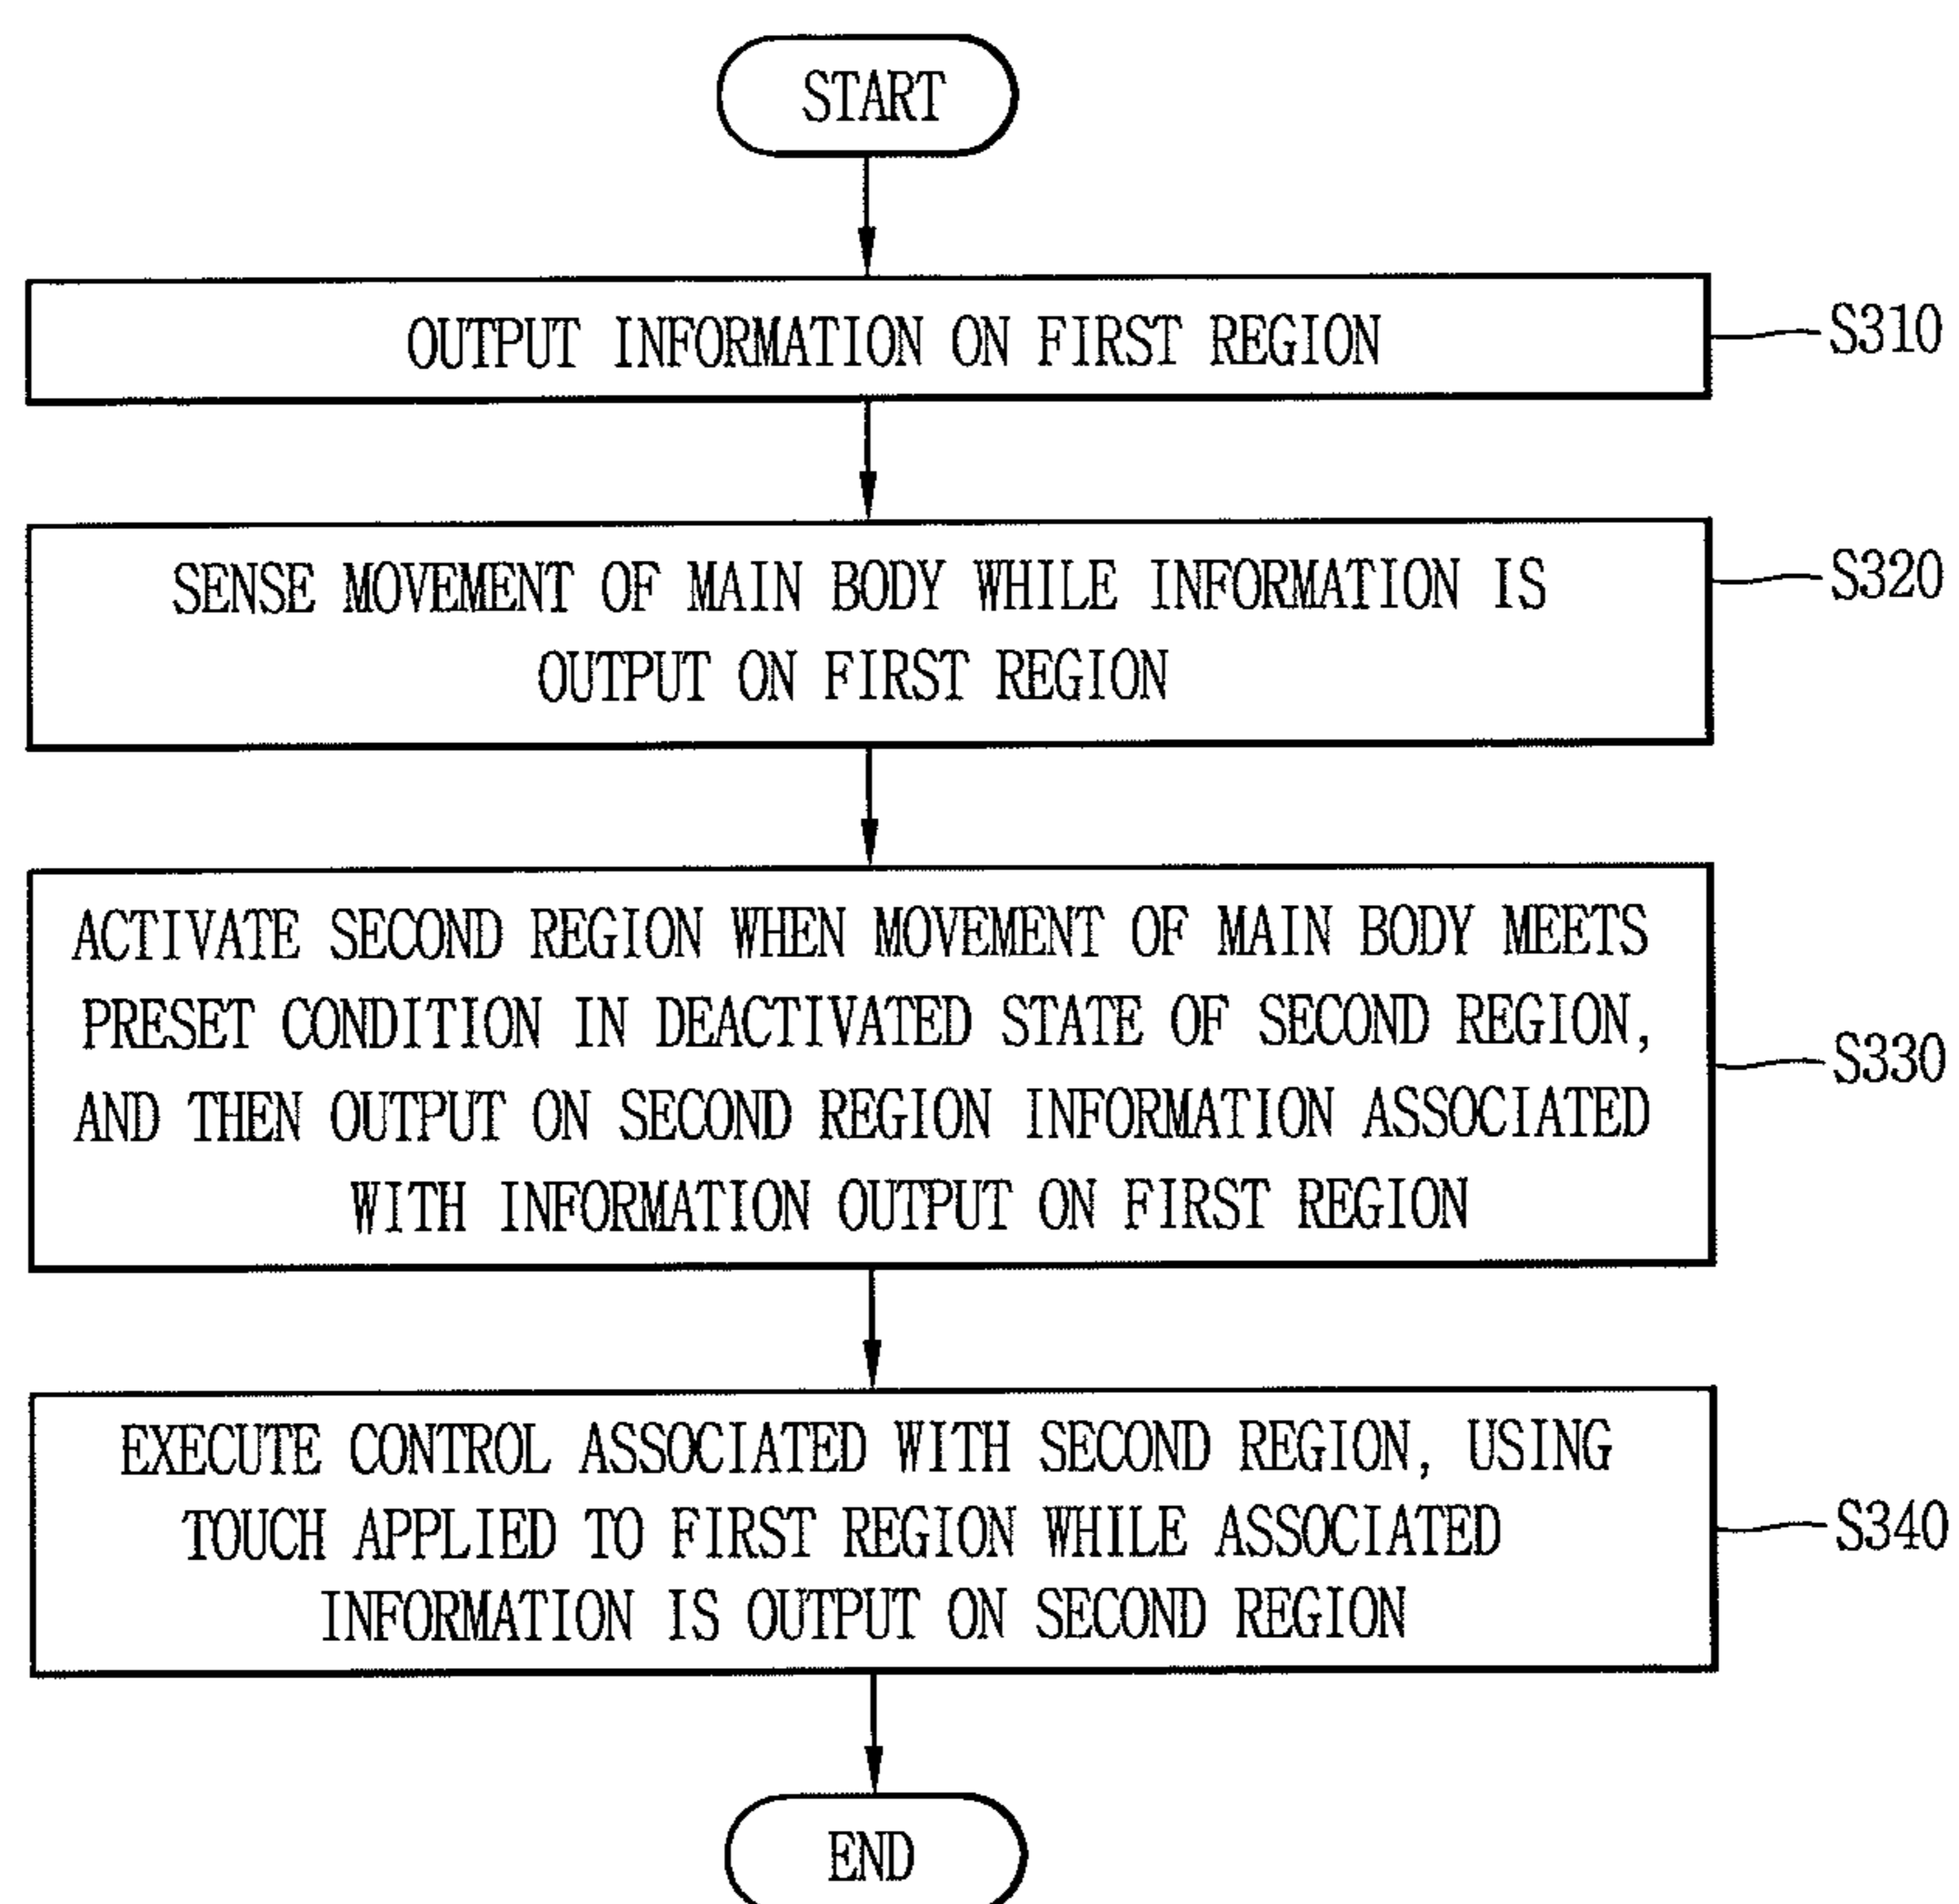 START
OUTPUT INFORMATION ON FIRST REGION
S310
SENSE MOVEMENT OF MAIN BODY WHILE INFORMATION IS
OUTPUT ON FIRST REGION
S320
ACTIVATE SECOND REGION WHEN MOVEMENT OF MAIN BODY MEETS
PRESET CONDITION IN DEACTIVATED STATE OF SECOND REGION,
AND THEN OUTPUT ON SECOND REGION INFORMATION ASSOCIATED
WITH INFORMATION OUTPUT ON FIRST REGION
S330
EXECUTE CONTROL ASSOCIATED WITH SECOND REGION, USING
TOUCH APPLIED TO FIRST REGION WHILE ASSOCIATED
INFORMATION IS OUTPUT ON SECOND REGION
S340
END